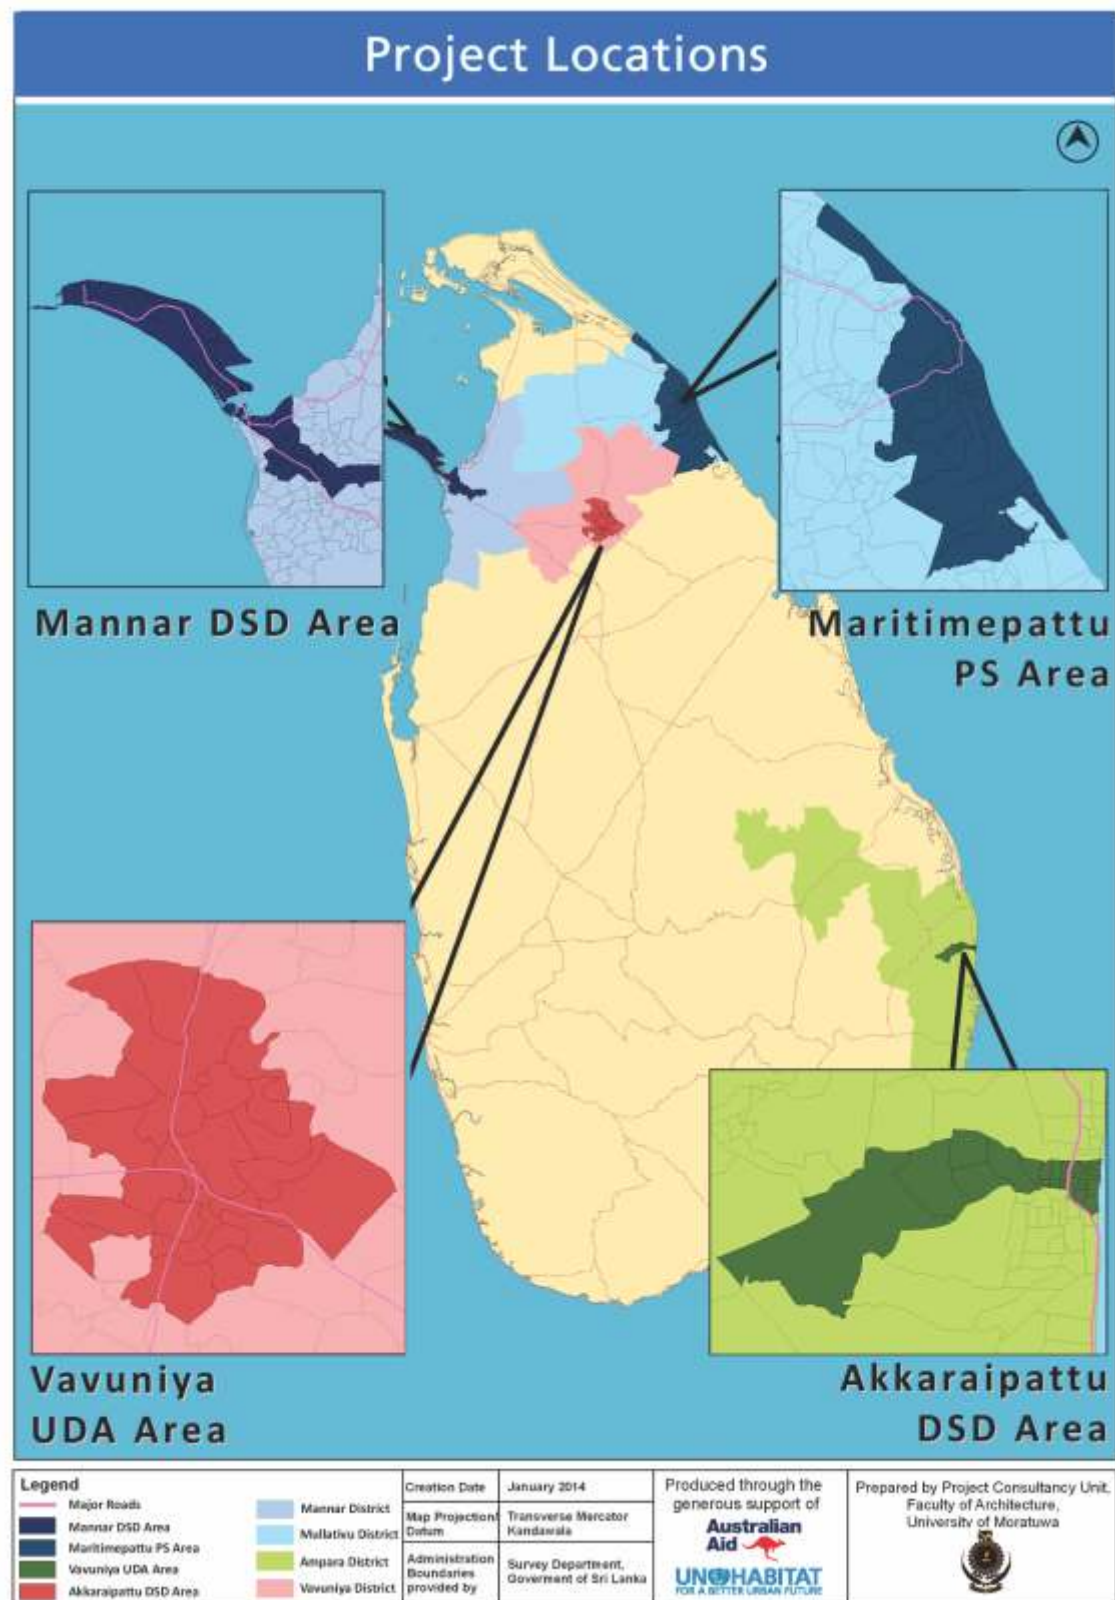 Project Locations
Mannar DSD Area
Maritimepattu
PS Area
Vavuniya
UDA Area
Akkaraipattu
DSD Area
Legend
Major Roads
Mannar DSD Area
Maritimepattu PS Area
Vavuniya UDA Area
Akkaraipattu DSD Area
Mannar District
Mullativu District
Ampara District
Vavuniya District
Creation Date
January 2014
Map Projection/
Datum
Transverse Mercator
Kandawala
Administration
Boundaries
provided by
Survey Department,
Goverment of Sri Lanka
Produced through the
generous support of
Australian
Aid
UN HABITAT
FOR A BETTER URBAN FUTURE
Prepared by Project Consultancy Unit,
Faculty of Architecture,
University of Moratuwa